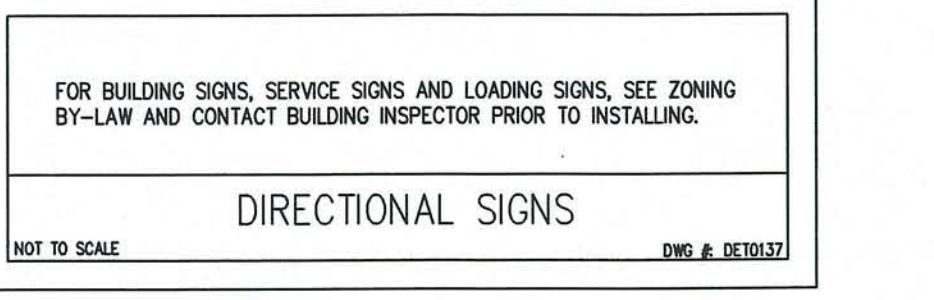 FOR BUILDING SIGNS, SERVICE SIGNS AND LOADING SIGNS, SEE ZONING
BY-LAW AND CONTACT BUILDING INSPECTOR PRIOR TO INSTALLING.
DIRECTIONAL SIGNS
NOT TO SCALE
DWG #: DET0137